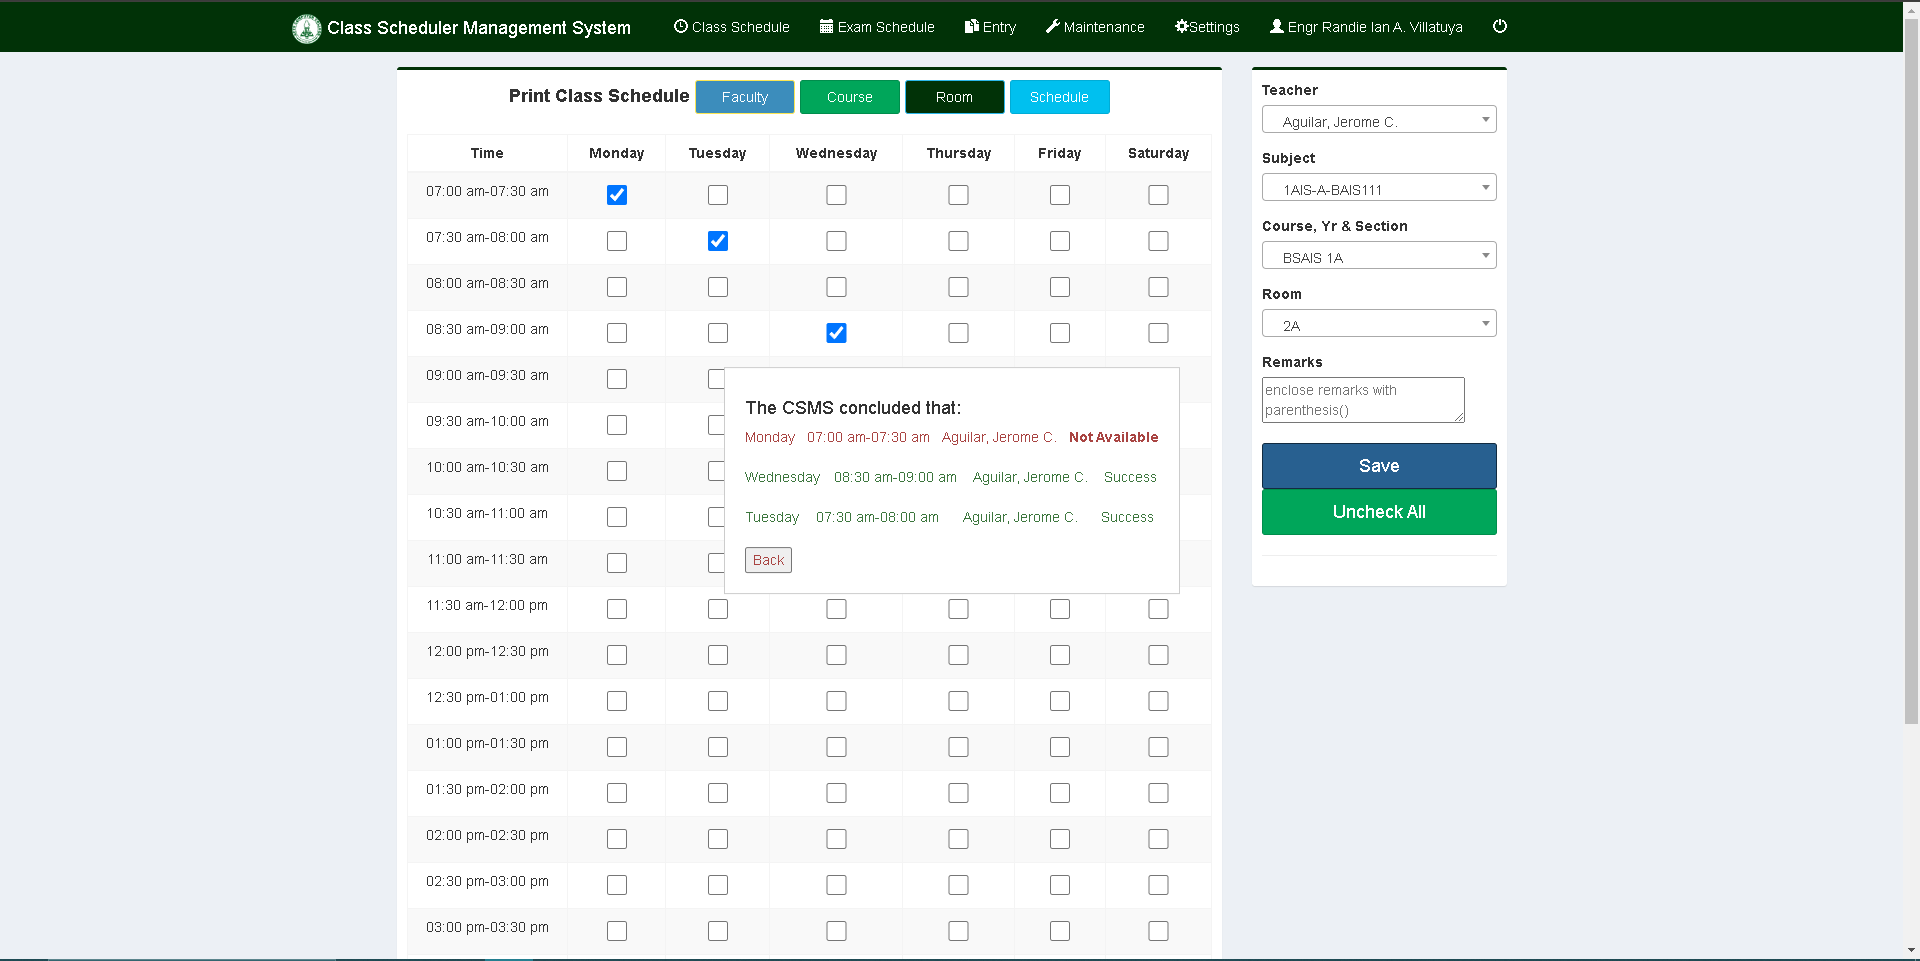 Class Scheduler Management System
Class Schedule
Exam Schedule
Entry
Maintenance
Settings
Engr Randie Ian A. Villatuya
Print Class Schedule
Faculty
Course
Room
Schedule
Time Monday Tuesday Wednesday Thursday Friday Saturday
07:00 am-07:30 am
07:30 am-08:00 am
08:00 am-08:30 am
08:30 am-09:00 am
09:00 am-09:30 am
09:30 am-10:00 am
10:00 am-10:30 am
10:30 am-11:00 am
11:00 am-11:30 am
11:30 am-12:00 pm
12:00 pm-12:30 pm
12:30 pm-01:00 pm
01:00 pm-01:30 pm
01:30 pm-02:00 pm
02:00 pm-02:30 pm
02:30 pm-03:00 pm
03:00 pm-03:30 pm
The CSMS concluded that:
Monday 07:00 am-07:30 am Aguilar, Jerome C. Not Available
Wednesday 08:30 am-09:00 am Aguilar, Jerome C. Success
Tuesday 07:30 am-08:00 am Aguilar, Jerome C. Success
Back
Teacher
Aguilar, Jerome C.
Subject
1AIS-A-BAIS111
Course, Yr & Section
BSAIS 1A
Room
2A
Remarks
enclose remarks with
parenthesis()
Save
Uncheck All